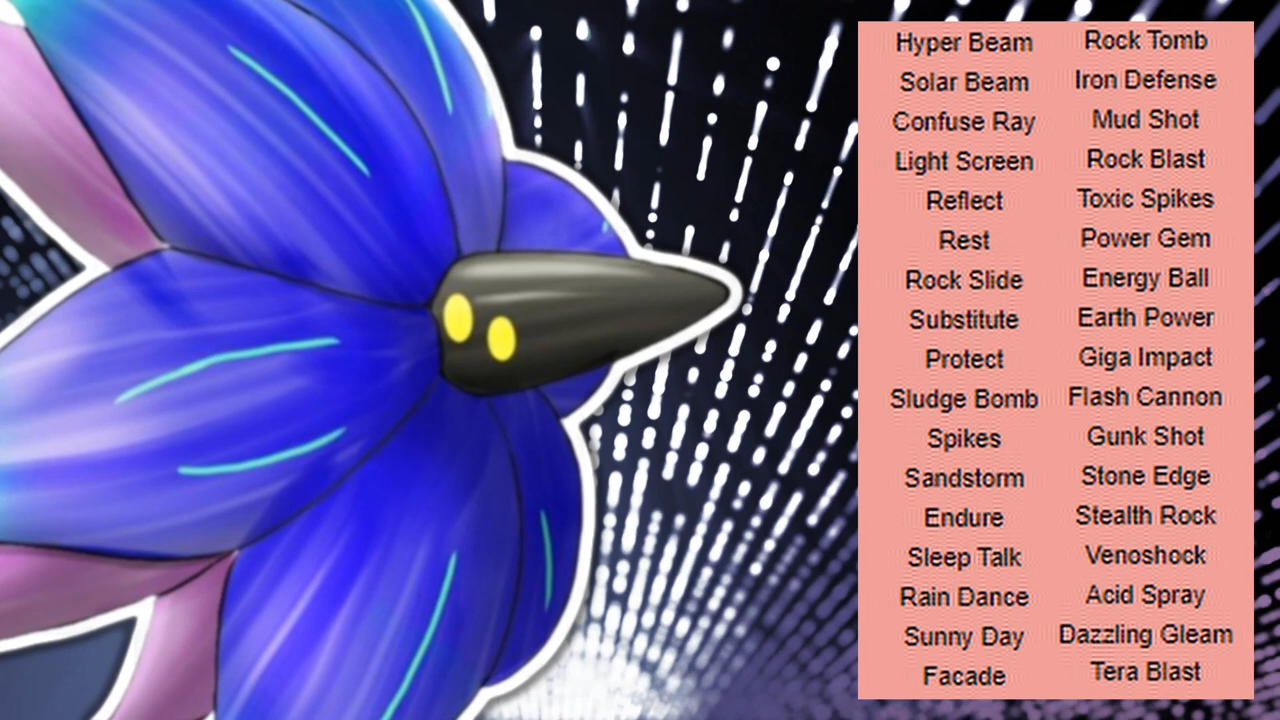 Hyper Beam
Solar Beam
Confuse Ray
Light Screen
Reflect
Rest
Rock Slide
Substitute
Protect
Sludge Bomb
Spikes
Sandstorm
Endure
Sleep Talk
Rain Dance
Sunny Day
Facade
Rock Tomb
Iron Defense
Mud Shot
Rock Blast
Toxic Spikes
Power Gem
Energy Ball
Earth Power
Giga Impact
Flash Cannon
Gunk Shot
Stone Edge
Stealth Rock
Venoshock
Acid Spray
Dazzling Gleam
Tera Blast